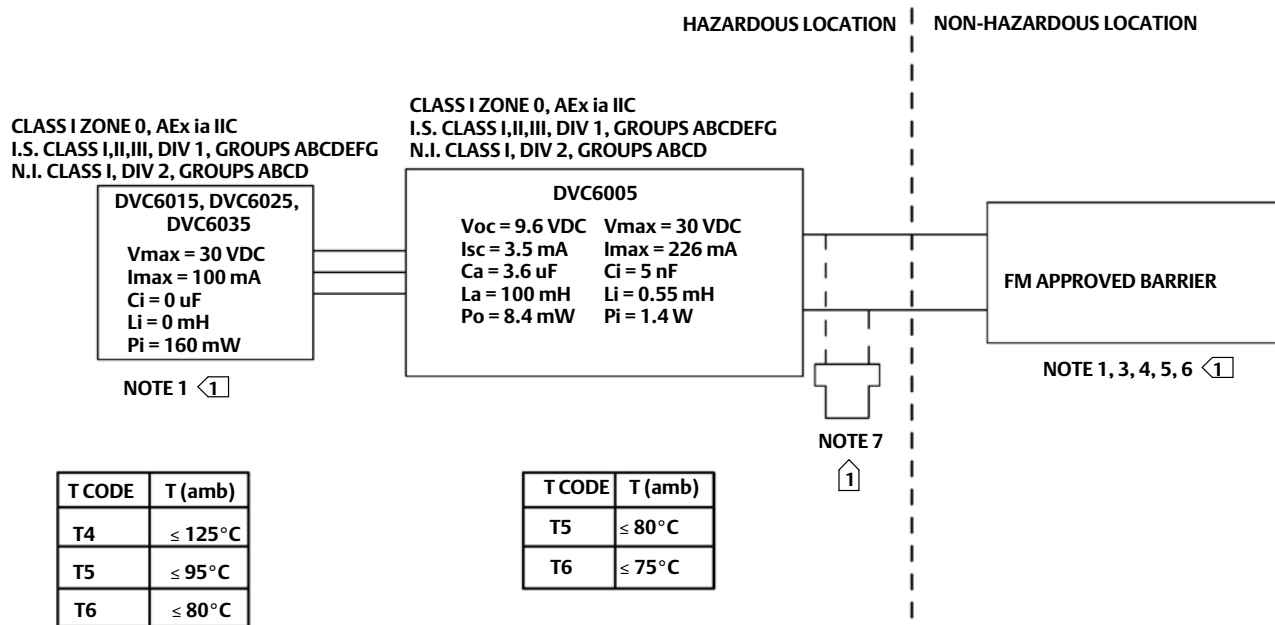 HAZARDOUS LOCATION
NON-HAZARDOUS LOCATION
CLASS I ZONE 0, AEx ia IIC
I.S. CLASS I,II,III, DIV 1, GROUPS ABCDEFG
N.I. CLASS I, DIV 2, GROUPS ABCD
DVC6015, DVC6025,
DVC6035
Vmax = 30 VDC
Imax = 100 mA
Ci = 0 uF
Li = 0 mH
Pi = 160 mW
NOTE 1 1
CLASS I ZONE 0, AEx ia IIC
I.S. CLASS I,II,III, DIV 1, GROUPS ABCDEFG
N.I. CLASS I, DIV 2, GROUPS ABCD
DVC6005
Voc = 9.6 VDC Vmax = 30 VDC
Isc = 3.5 mA Imax = 226 mA
Ca = 3.6 uF Ci = 5 nF
La = 100 mH Li = 0.55 mH
Po = 8.4 mW Pi = 1.4 W
FM APPROVED BARRIER
NOTE 1, 3, 4, 5, 6 1
NOTE 7
1
T CODE T (amb)
T4 ≤ 125°C
T5 ≤ 95°C
T6 ≤ 80°C
T CODE T (amb)
T5 ≤ 80°C
T6 ≤ 75°C